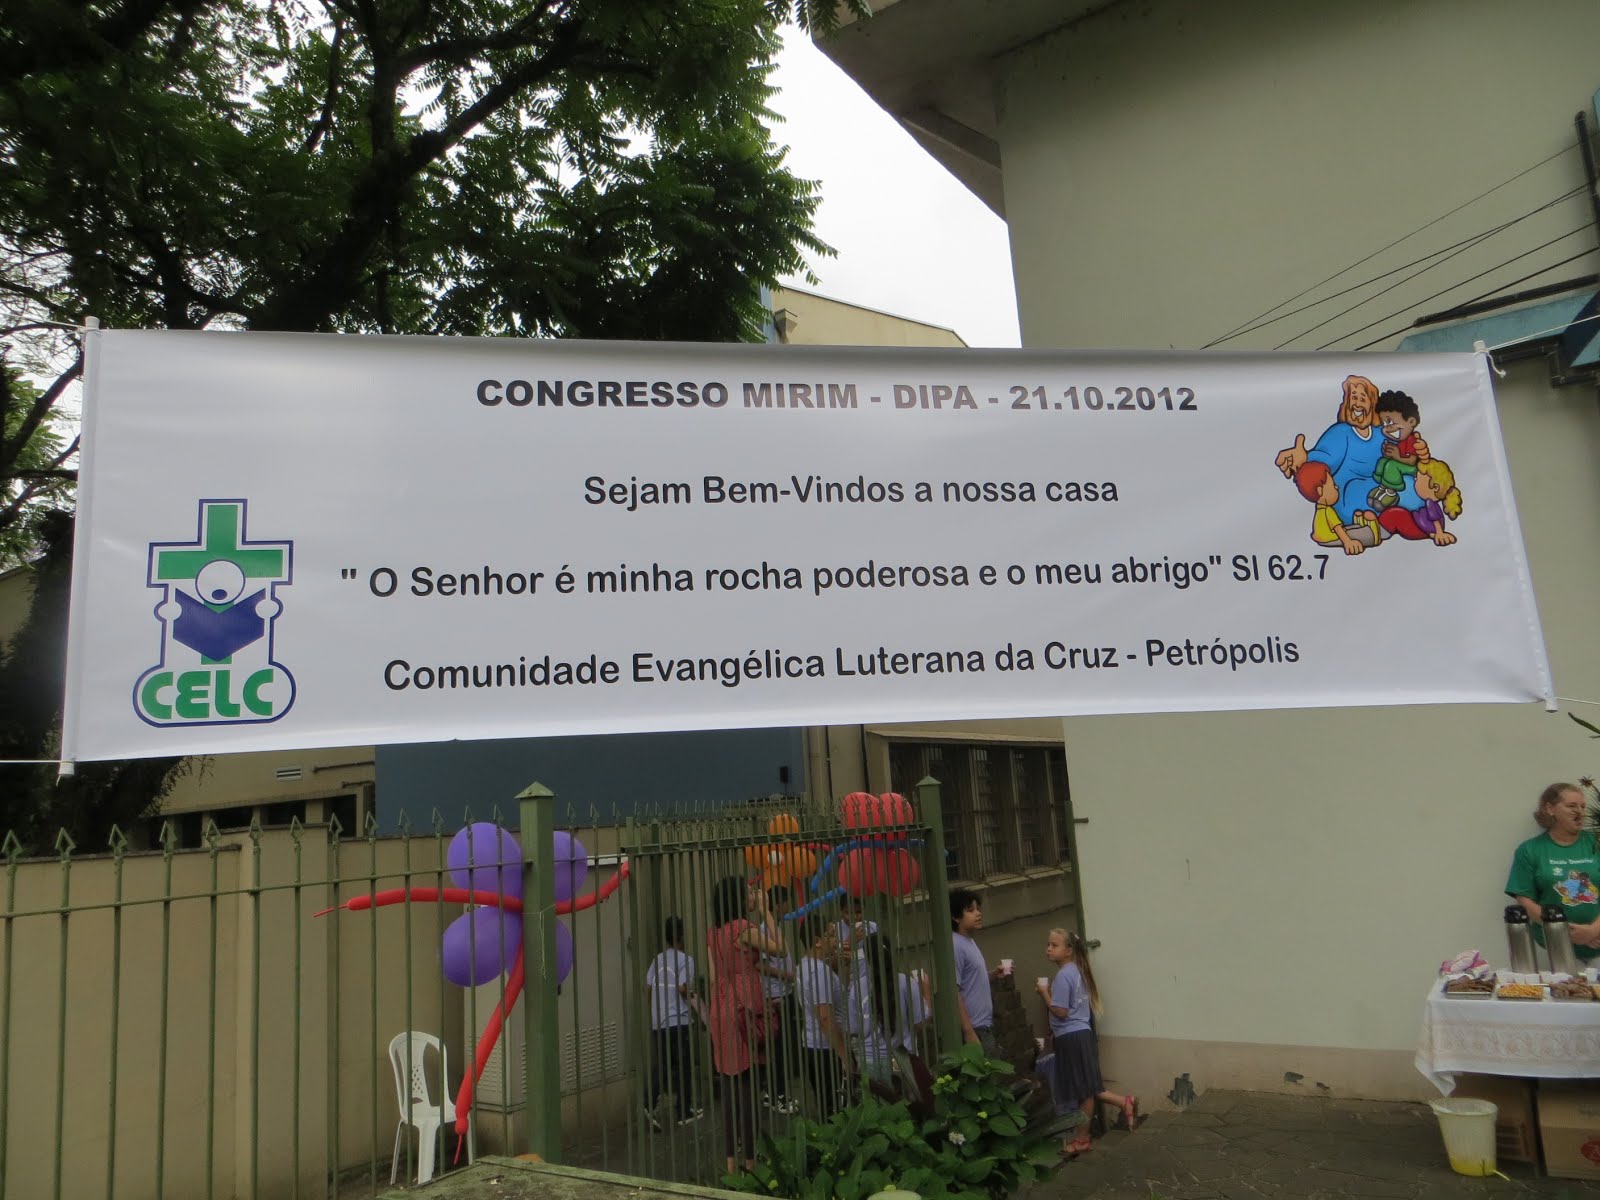 CONGRESSO MIRIM - DIPA - 21.10.2012
Sejam Bem-Vindos a nossa casa
" O Senhor é minha rocha poderosa e o meu abrigo" Sl 62.7
Comunidade Evangélica Luterana da Cruz - Petrópolis
CELC